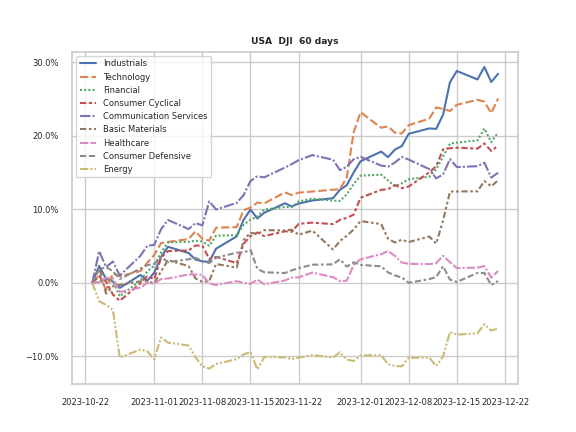 USA DJI 60 days
30.0%
20.0%
10.0%
0.0%
−10.0%
Industrials
Technology
Financial
Consumer Cyclical
Communication Services
Basic Materials
Healthcare
Consumer Defensive
Energy
2023-10-22
2023-11-01
2023-11-08
2023-11-15
2023-11-22
2023-12-01
2023-12-08
2023-12-15
2023-12-22